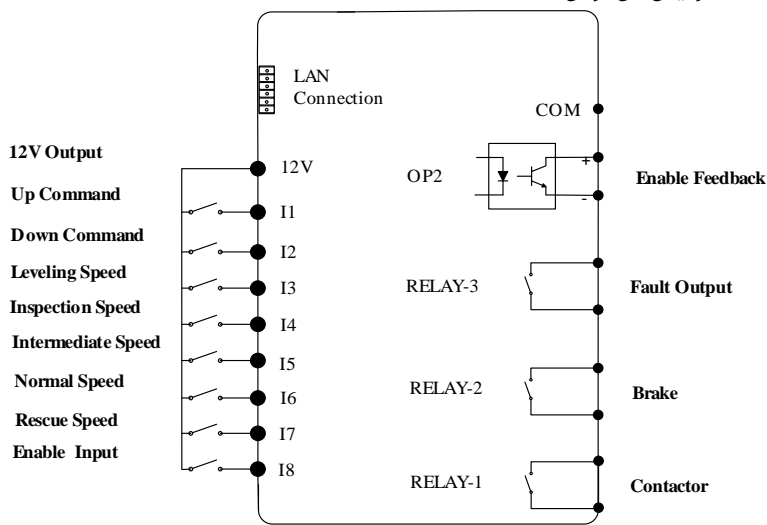 LAN
Connection
COM
12V Output
12V
OP2
+
-
Enable Feedback
Up Command
I1
Down Command
I2
Leveling Speed
I3
RELAY-3
Fault Output
Inspection Speed
I4
Intermediate Speed
I5
Normal Speed
I6
RELAY-2
Brake
Rescue Speed
I7
Enable Input
I8
RELAY-1
Contactor